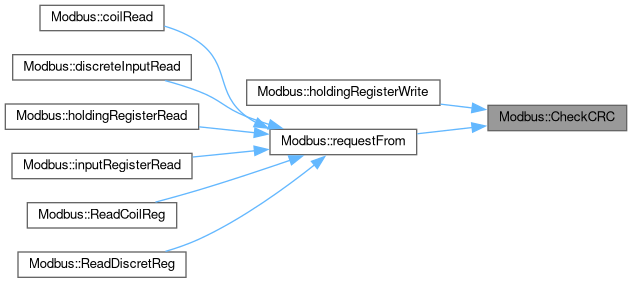 Modbus::coilRead
Modbus::discreteInputRead
Modbus::holdingRegisterRead
Modbus::inputRegisterRead
Modbus::ReadCoilReg
Modbus::ReadDiscretReg
Modbus::holdingRegisterWrite
Modbus::requestFrom
Modbus::CheckCRC